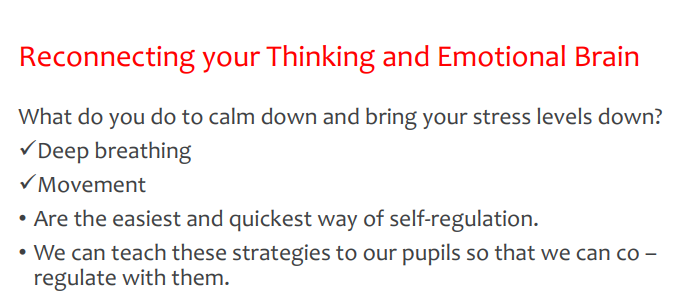 Reconnecting your Thinking and Emotional Brain
What do you do to calm down and bring your stress levels down?
✓Deep breathing
✓Movement
• Are the easiest and quickest way of self-regulation.
• We can teach these strategies to our pupils so that we can co –
regulate with them.